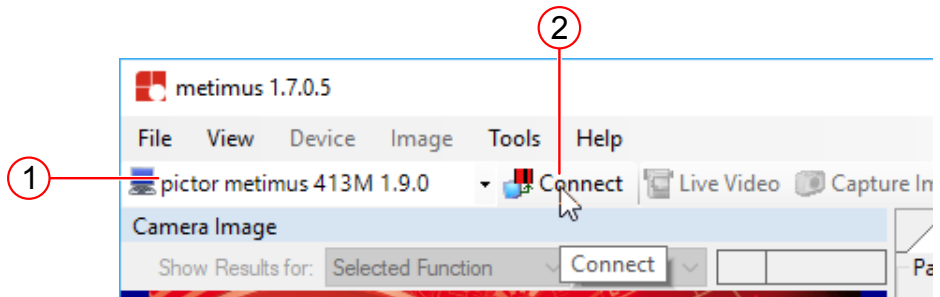 2
metimus 1.7.0.5
File View Device Image Tools Help
1
pictor metimus 413M 1.9.0 Connect Live Video Capture Im
Camera Image
Show Results for: Selected Function Connect Pa